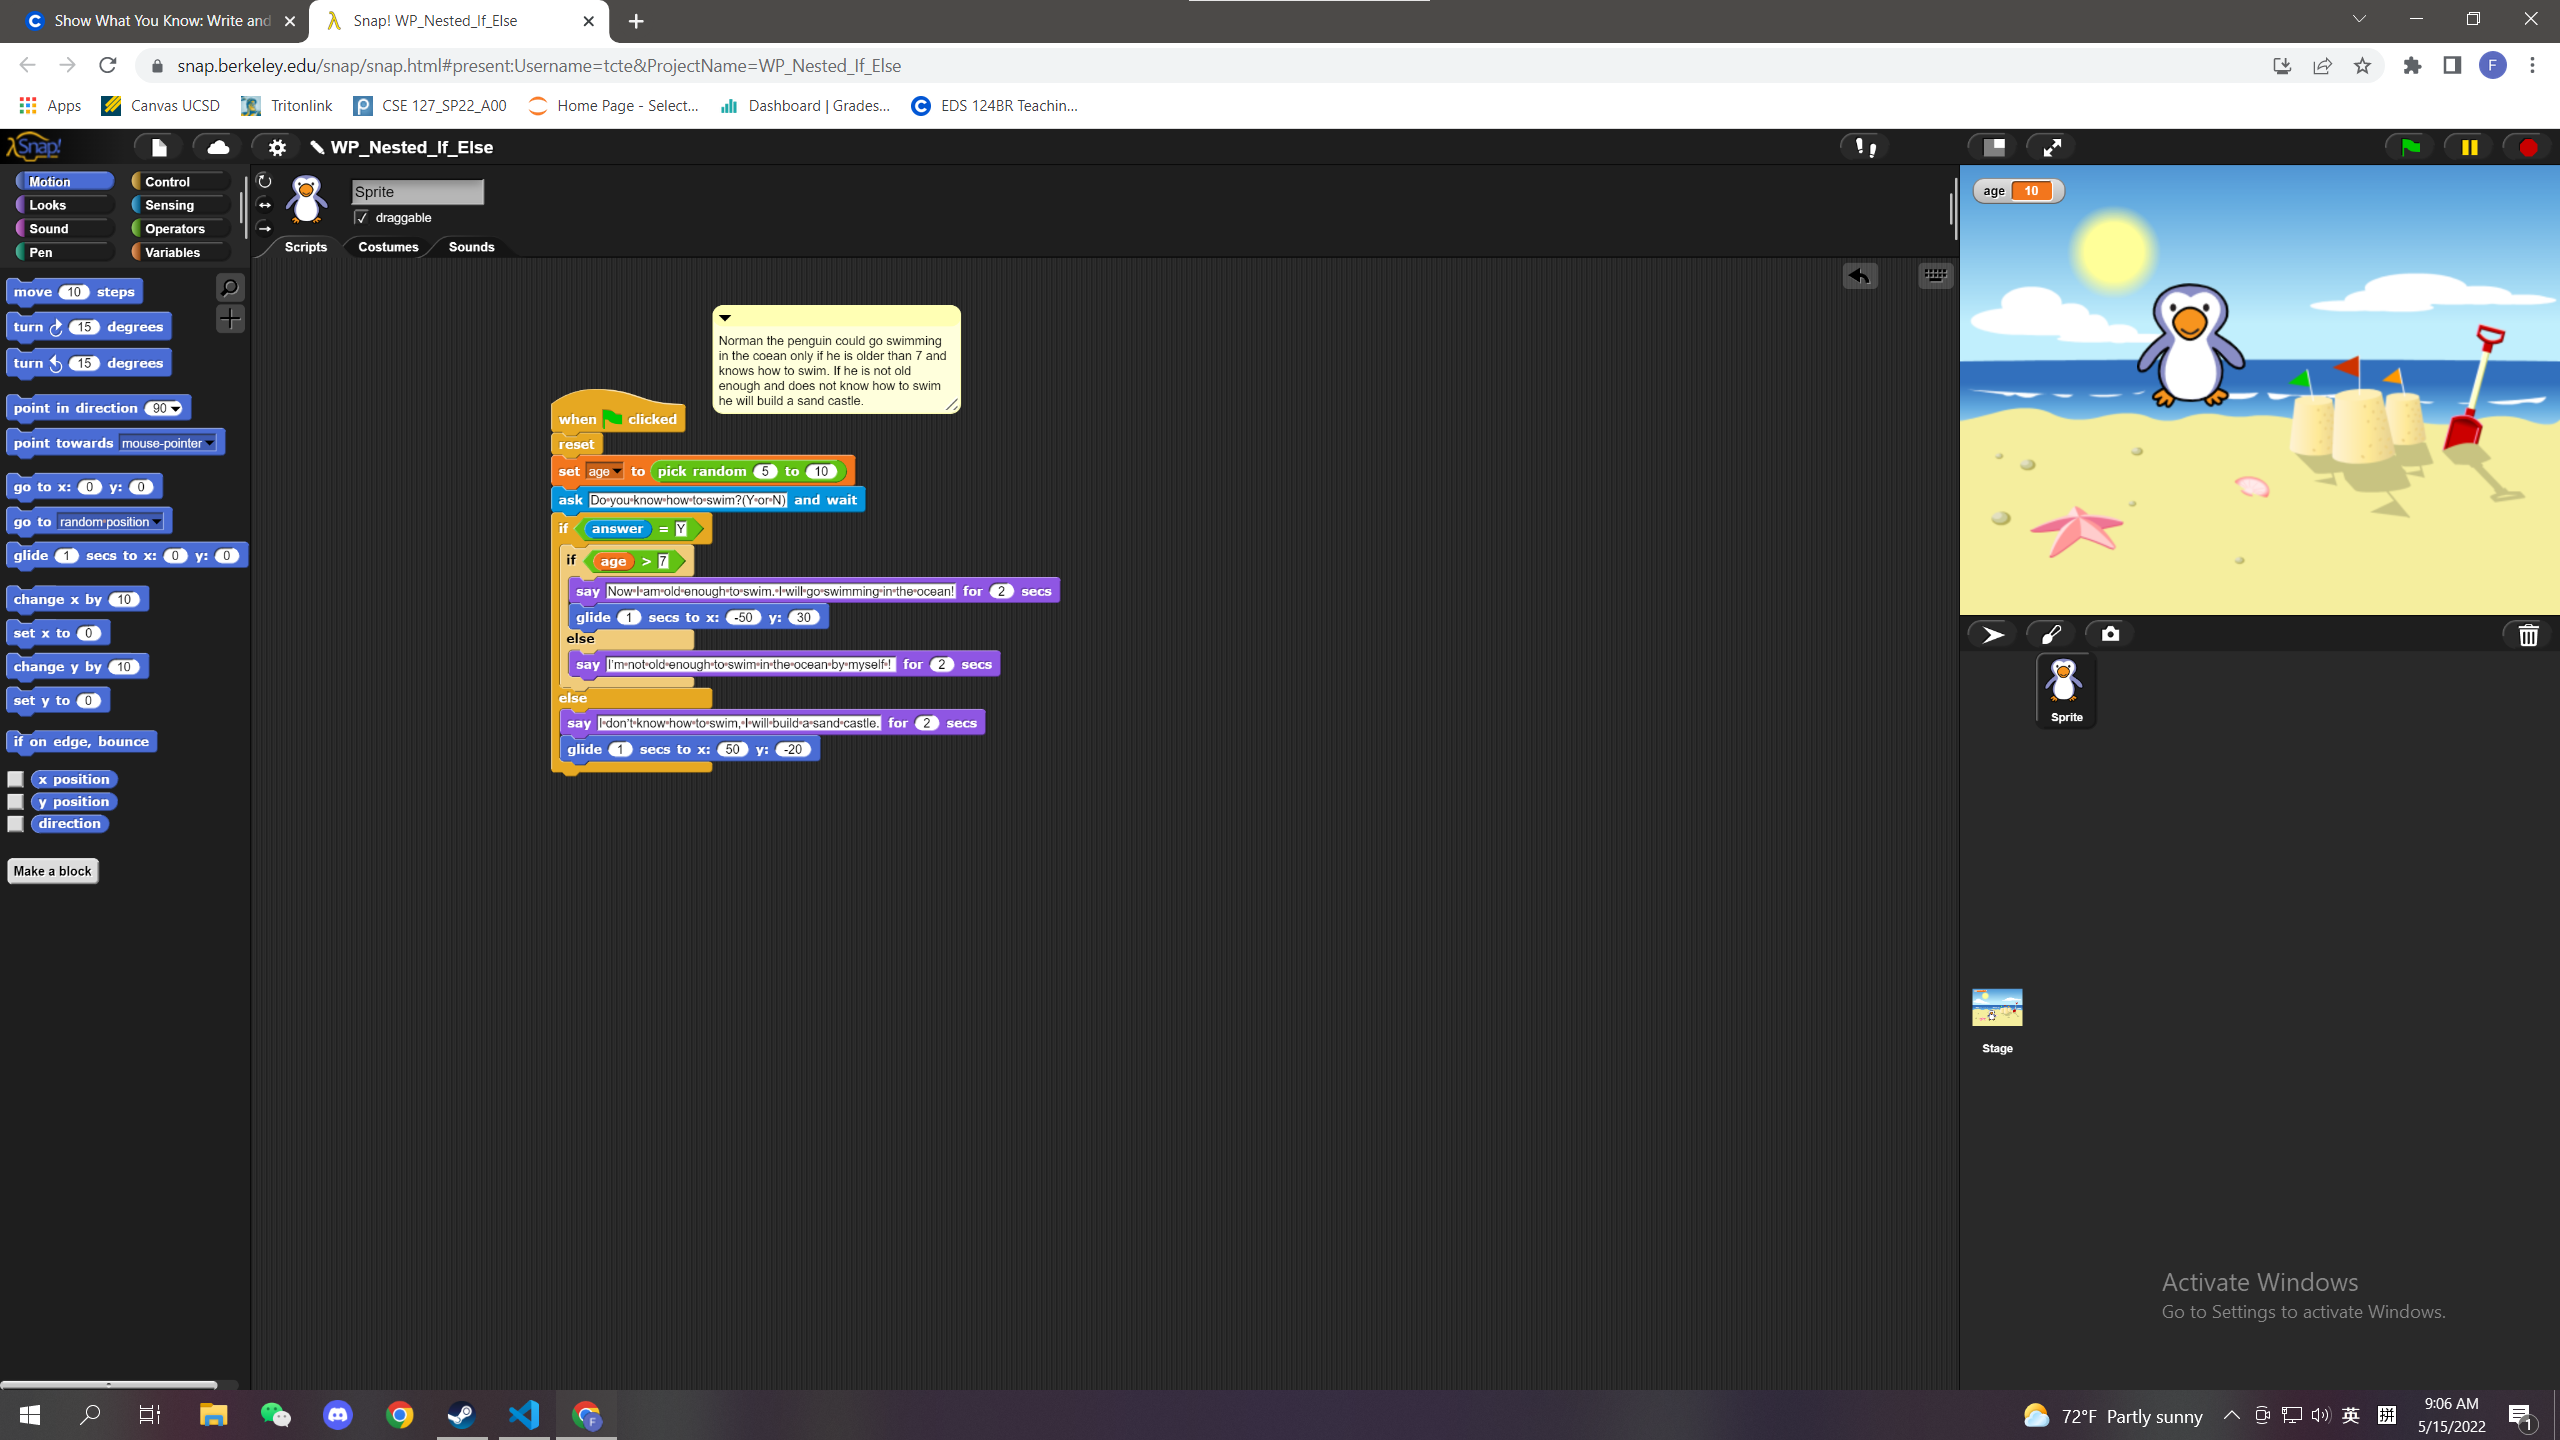 Show What You Know: Write and
Snap! WP_Nested_If_Else
snap.berkeley.edu/snap/snap.html#present:Username=tcte&ProjectName=WP_Nested_If_Else
F
Apps
Canvas UCSD
Tritonlink
CSE 127_SP22_A00
Home Page - Select...
Dashboard | Grades...
EDS 124BR Teachin...
Snap!
WP_Nested_If_Else
Motion
Control
Looks
Sensing
Sound
Operators
Pen
Variables
Sprite
draggable
Scripts
Costumes
Sounds
move 10 steps
turn 15 degrees
turn 15 degrees
point in direction 90
point towards mouse-pointer
go to x: 0 y: 0
go to random position
glide 1 secs to x: 0 y: 0
change x by 10
set x to 0
change y by 10
set y to 0
if on edge, bounce
x position
y position
direction
Make a block
Norman the penguin could go swimming
in the coean only if he is older than 7 and
knows how to swim. If he is not old
enough and does not know how to swim
he will build a sand castle.
when clicked
reset
set age to pick random 5 to 10
ask Do you know how to swim?(Y or N) and wait
if answer = Y
if age > 7
say Now I am old enough to swim. I will go swimming in the ocean! for 2 secs
glide 1 secs to x: -50 y: 30
else
say I'm not old enough to swim in the ocean by myself ! for 2 secs
else
say I don't know how to swim, I will build a sand castle. for 2 secs
glide 1 secs to x: 50 y: -20
age 10
Sprite
Stage
Activate Windows
Go to Settings to activate Windows.
F
72°F Partly sunny
英
拼
9:06 AM
5/15/2022
1